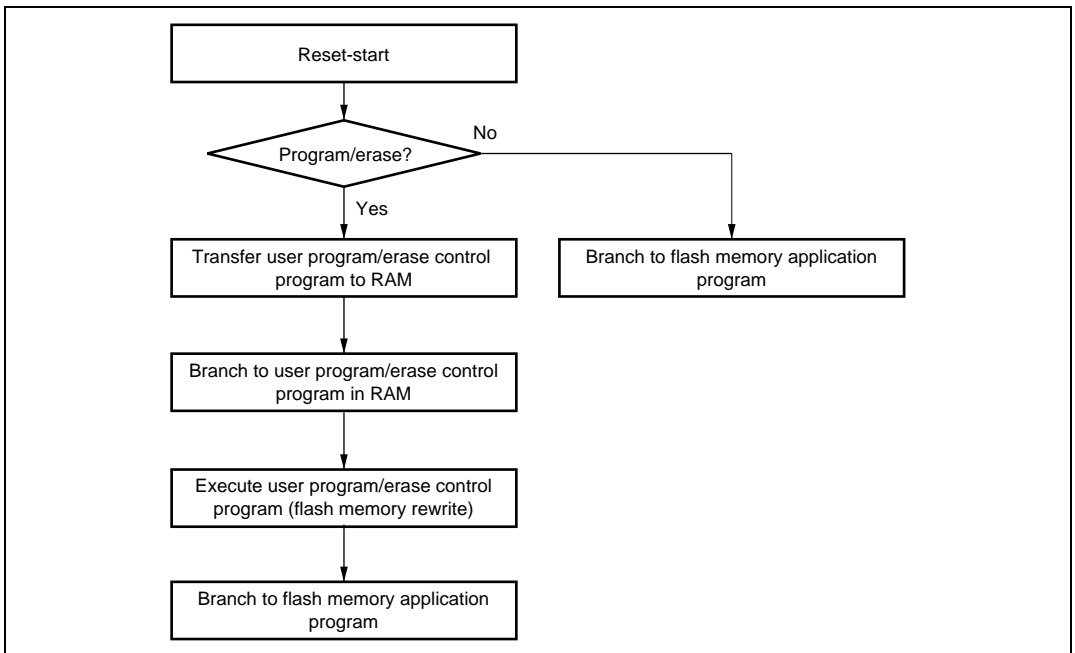 Reset-start
No
Program/erase?
Yes
Transfer user program/erase control
program to RAM
Branch to flash memory application
program
Branch to user program/erase control
program in RAM
Execute user program/erase control
program (flash memory rewrite)
Branch to flash memory application
program